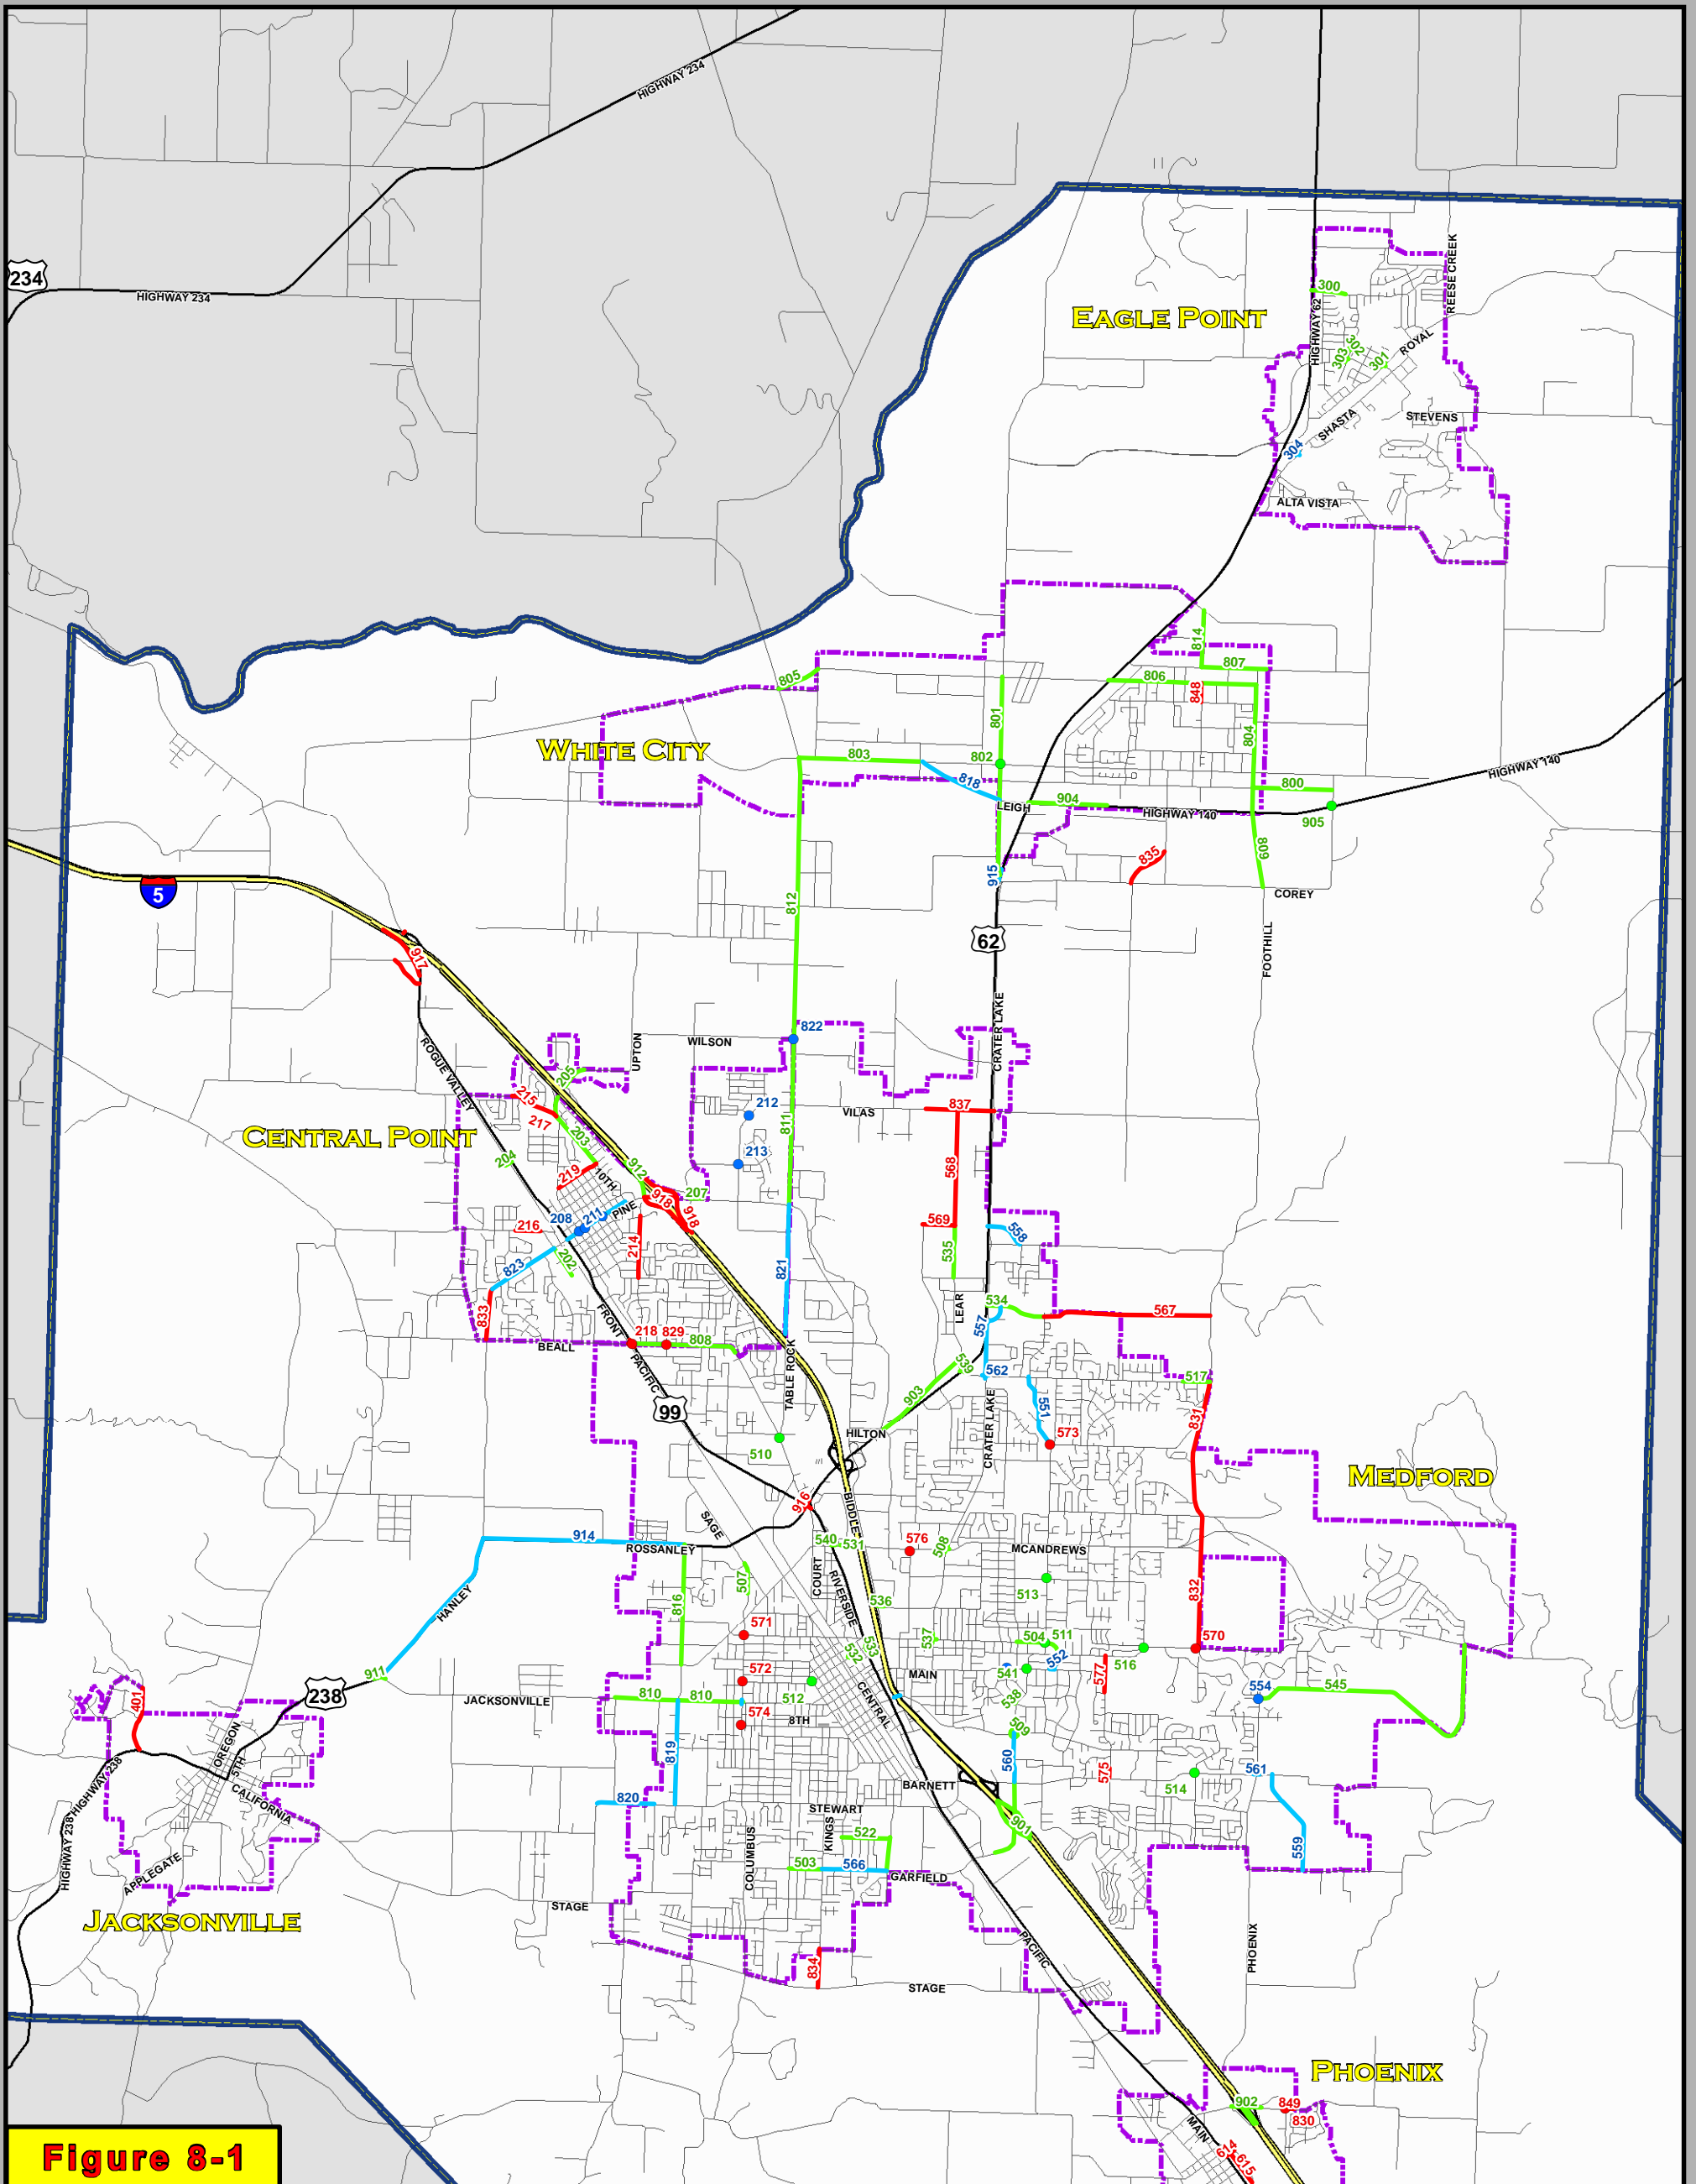 HIGHWAY 234
234
HIGHWAY 234
REESE CREEK
300
EAGLE POINT
HIGHWAY 62
302
303
301
ROYAL
SHASTA
STEVENS
304
ALTA VISTA
814
807
805
806
848
801
804
WHITE CITY
803
802
818
HIGHWAY 140
800
LEIGH
904
HIGHWAY 140
905
608
835
915
5
COREY
812
62
FOOTHILL
917
CRATER LAKE
822
UPTON
WILSON
ROGUE VALLEY
205
215
212
837
VILAS
811
217
203
CENTRAL POINT
213
204
912
568
219
10TH
207
918
918
PINE
211
208
216
569
558
214
535
202
823
821
534
LEAR
567
833
FRONT
557
218
829
808
BEALL
TABLE ROCK
PACIFIC
539
562
517
903
99
551
831
CRATER LAKE
HILTON
573
510
MEDFORD
916
BIDDLE
SAGE
914
540
531
576
508
ROSSANLEY
MCANDREWS
COURT
RIVERSIDE
507
513
832
HANLEY
816
536
571
537
504
511
570
533
532
552
516
911
572
MAIN
541
577
401
238
512
554
545
JACKSONVILLE
810
810
538
CENTRAL
574
8TH
509
OREGON
819
560
5TH
561
575
HIGHWAY 238
BARNETT
514
CALIFORNIA
820
STEWART
901
HIGHWAY 238
KINGS
522
559
COLUMBUS
503
566
GARFIELD
APPLEGATE
STAGE
JACKSONVILLE
PACIFIC
PHOENIX
834
STAGE
PHOENIX
902
849
830
MAIN
614
615
Figure 8-1